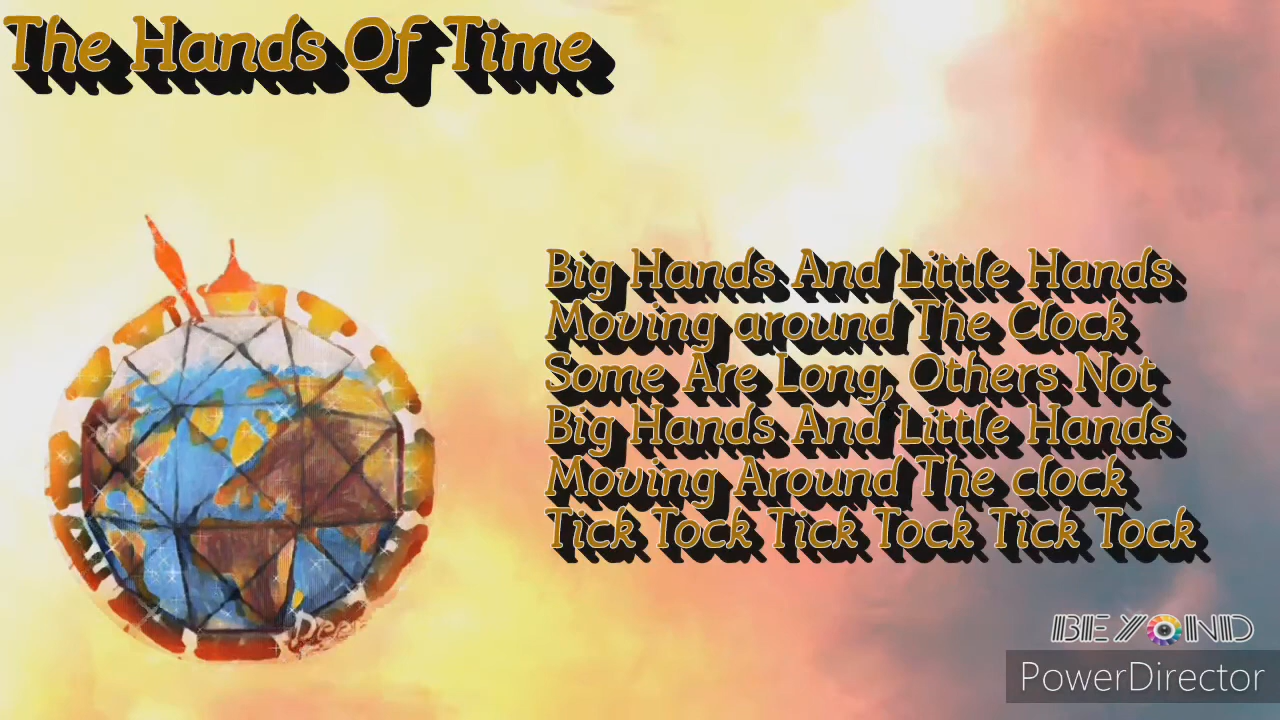 The Hands Of Time
Big Hands And Little Hands
Moving around The Clock
Some Are Long, Others Not
Big Hands And Little Hands
Moving Around The clock
Tick Tock Tick Tock Tick Tock
BEYOND
PowerDirector